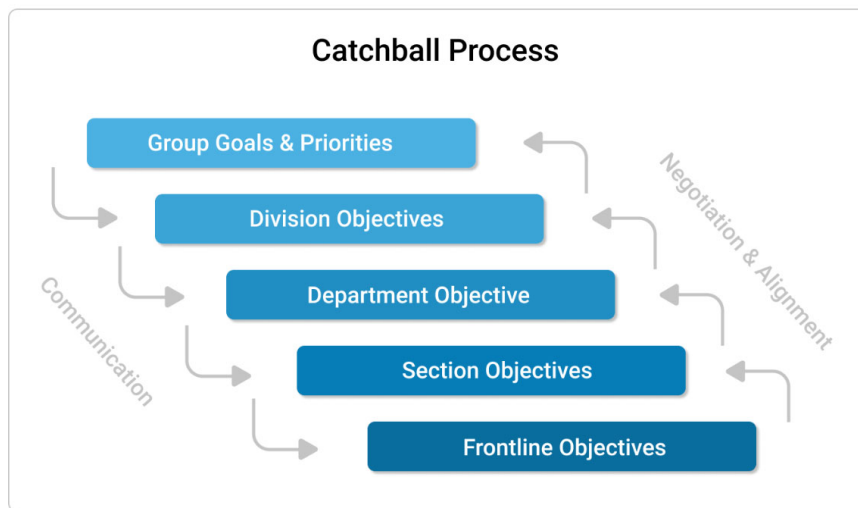 Catchball Process
Group Goals & Priorities
Division Objectives
Department Objective
Section Objectives
Frontline Objectives
Communication
Negotiation & Alignment